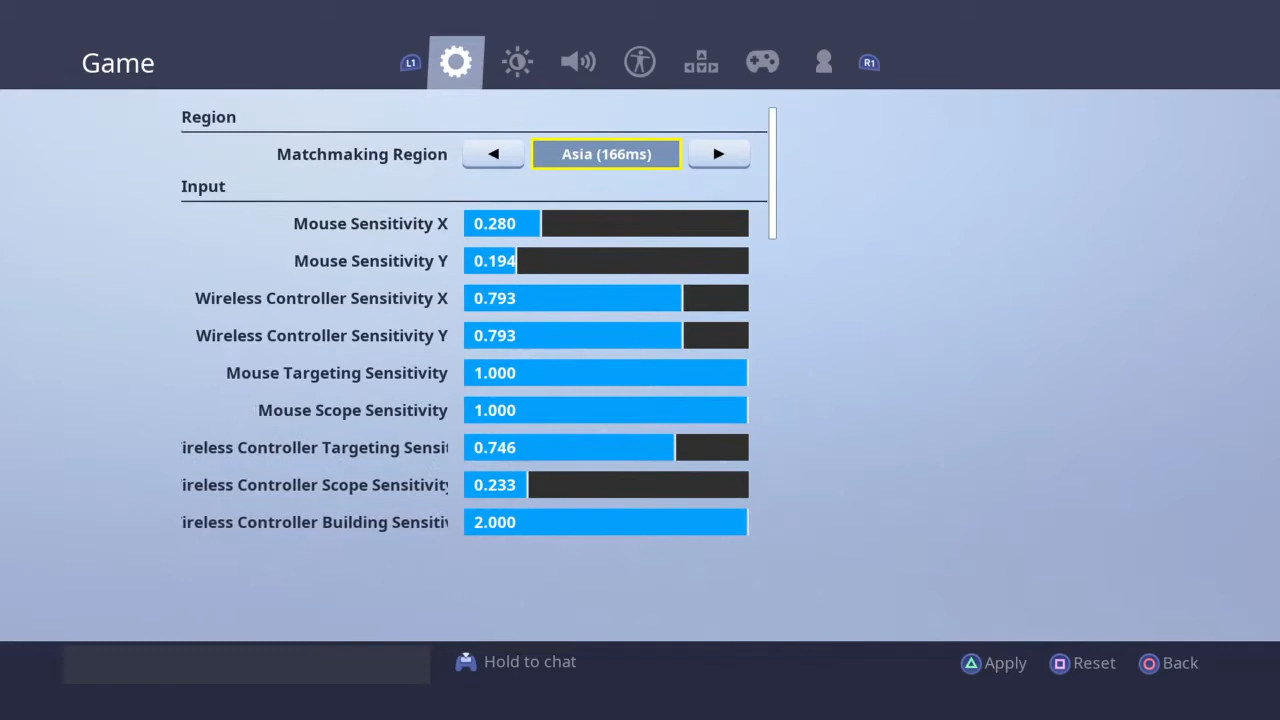 Game
L1
R1
Region
Matchmaking Region
Asia (166ms)
Input
Mouse Sensitivity X 0.280
Mouse Sensitivity Y 0.194
Wireless Controller Sensitivity X 0.793
Wireless Controller Sensitivity Y 0.793
Mouse Targeting Sensitivity 1.000
Mouse Scope Sensitivity 1.000
ireless Controller Targeting Sensit 0.746
ireless Controller Scope Sensitivity 0.233
ireless Controller Building Sensitiv 2.000
Hold to chat
Apply
Reset
Back